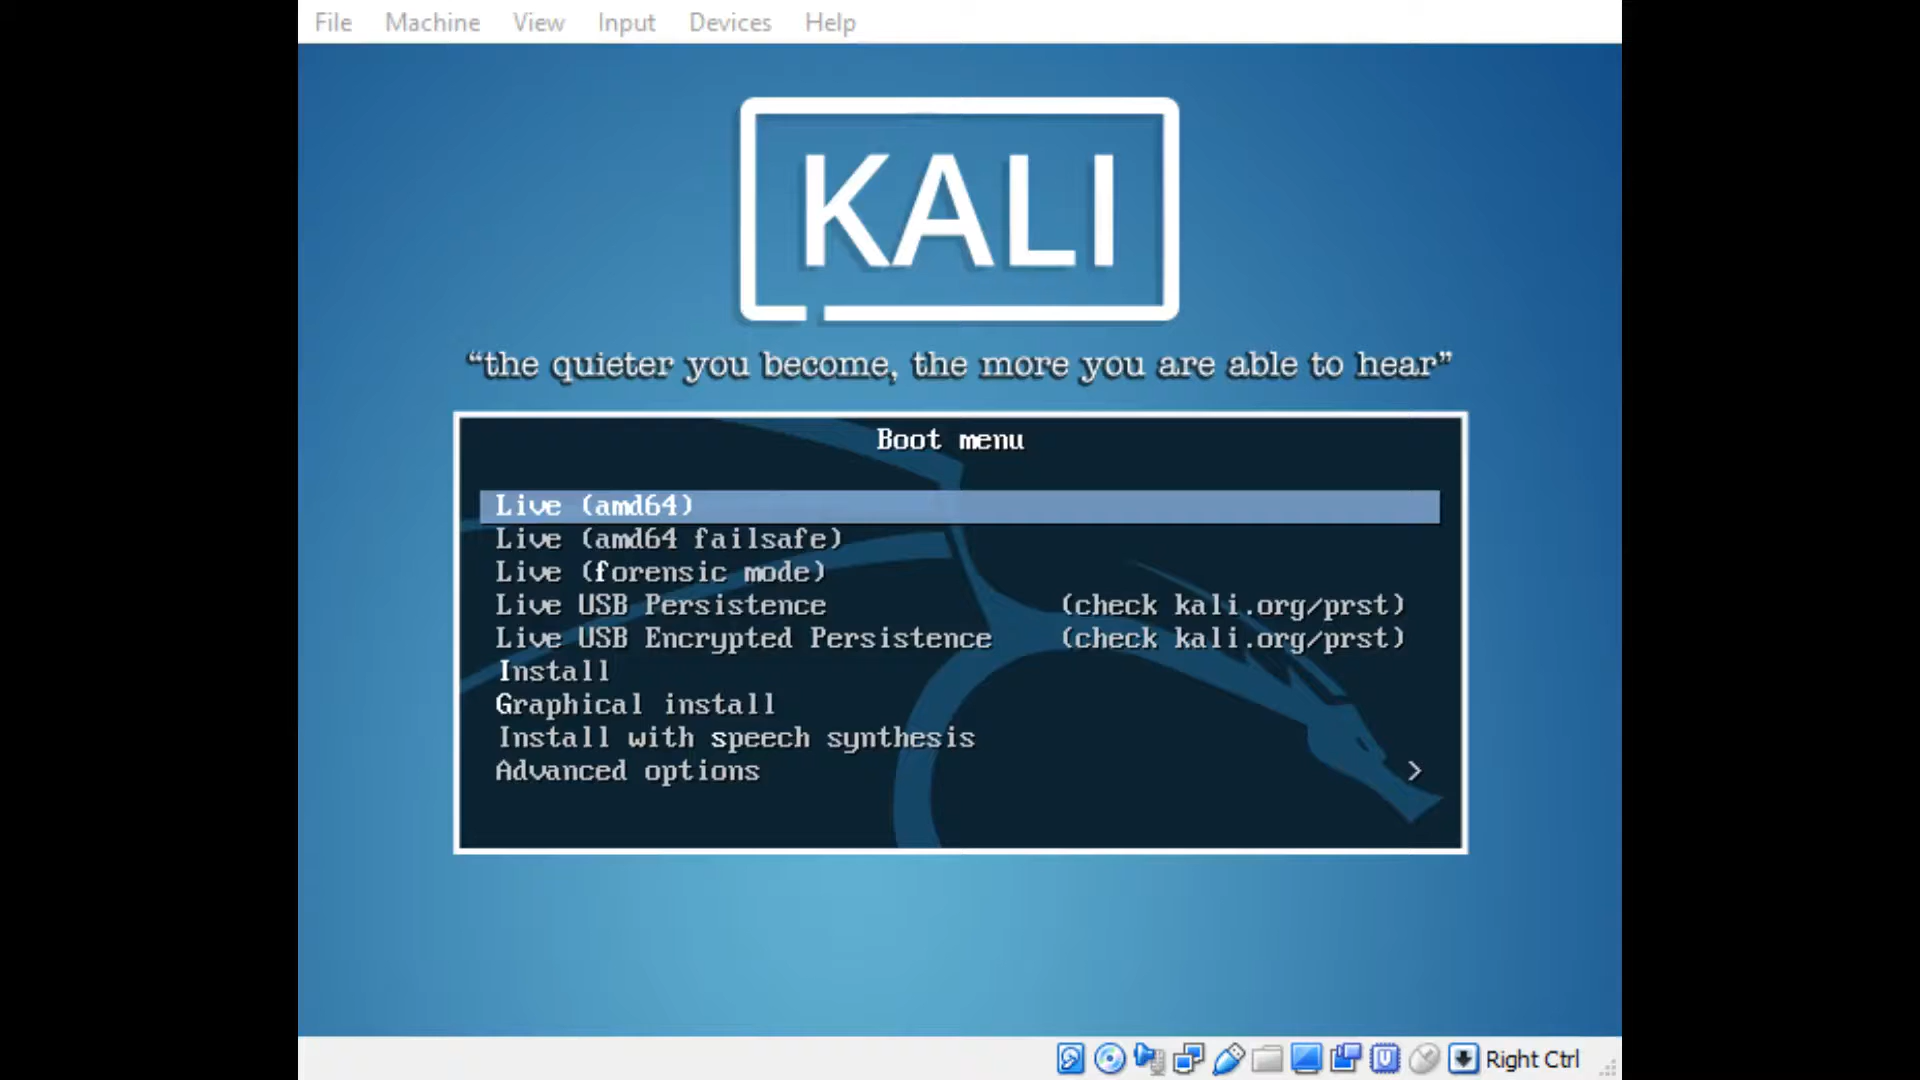 File Machine View Input Devices Help
KALI
“the quieter you become, the more you are able to hear”
Boot menu
Live (amd64)
Live (amd64 failsafe)
Live (forensic mode)
Live USB Persistence (check kali.org/prst)
Live USB Encrypted Persistence (check kali.org/prst)
Install
Graphical install
Install with speech synthesis
Advanced options >
Right Ctrl